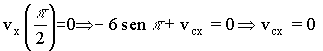 v_x(π/2)=0⇒− 6 sen π+ v_cx = 0 ⇒ v_cx = 0